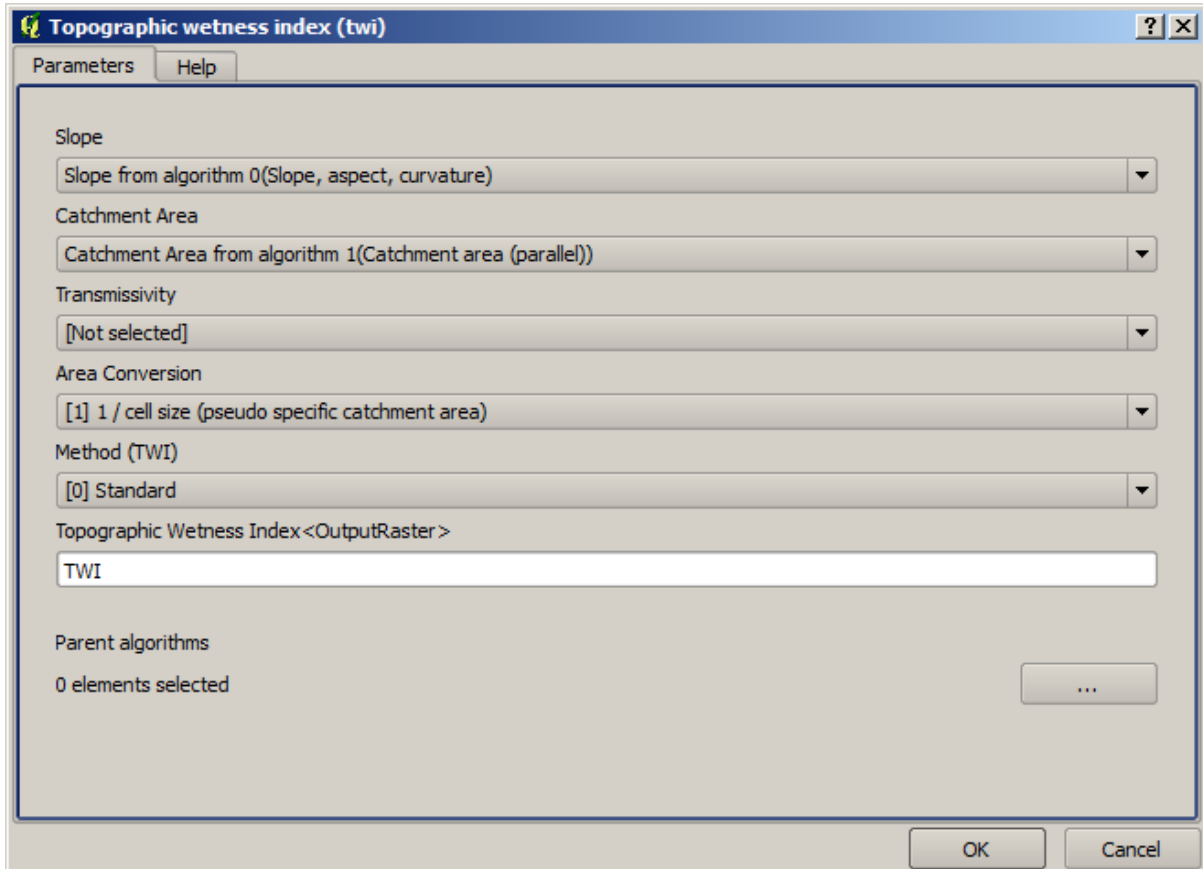 Topographic wetness index (twi)
Parameters Help
Slope
Slope from algorithm 0(Slope, aspect, curvature)
Catchment Area
Catchment Area from algorithm 1(Catchment area (parallel))
Transmissivity
[Not selected]
Area Conversion
[1] 1 / cell size (pseudo specific catchment area)
Method (TWI)
[0] Standard
Topographic Wetness Index<OutputRaster>
TWI
Parent algorithms
0 elements selected ...
OK Cancel